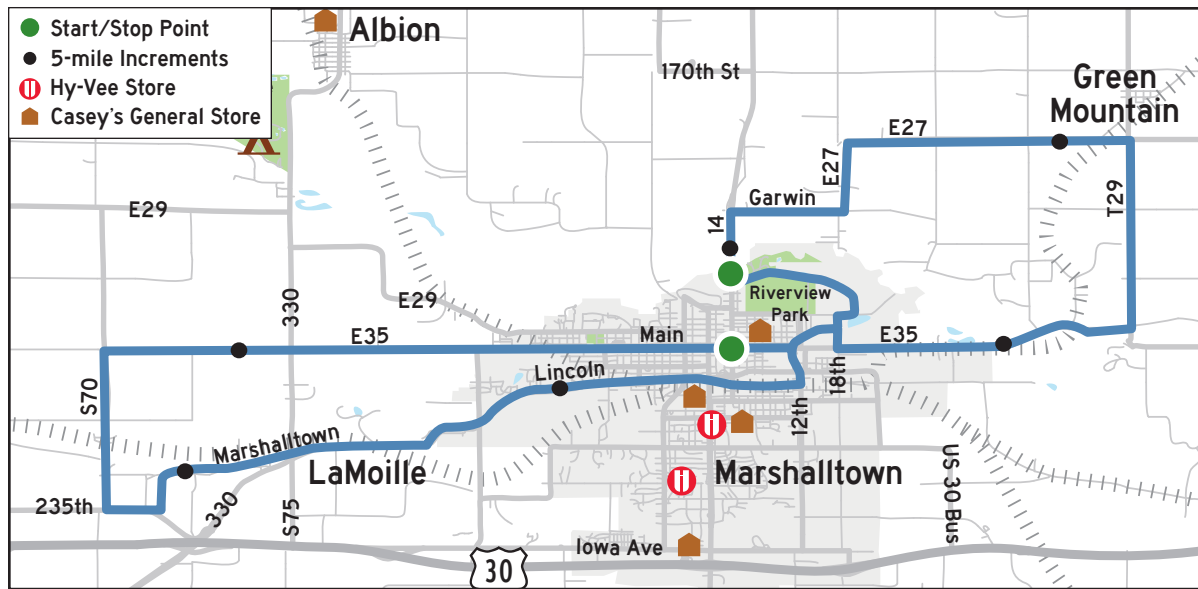 Start/Stop Point
5-mile Increments
Hy-Vee Store
Casey's General Store
Albion
170th St
Green
Mountain
E27
E27
T29
Garwin
14
E29
E29
330
Riverview
Park
E35
Main
E35
Lincoln
18th
12th
S70
Marshalltown
LaMoille
Marshalltown
235th
330
S75
US 30 Bus
Iowa Ave
30